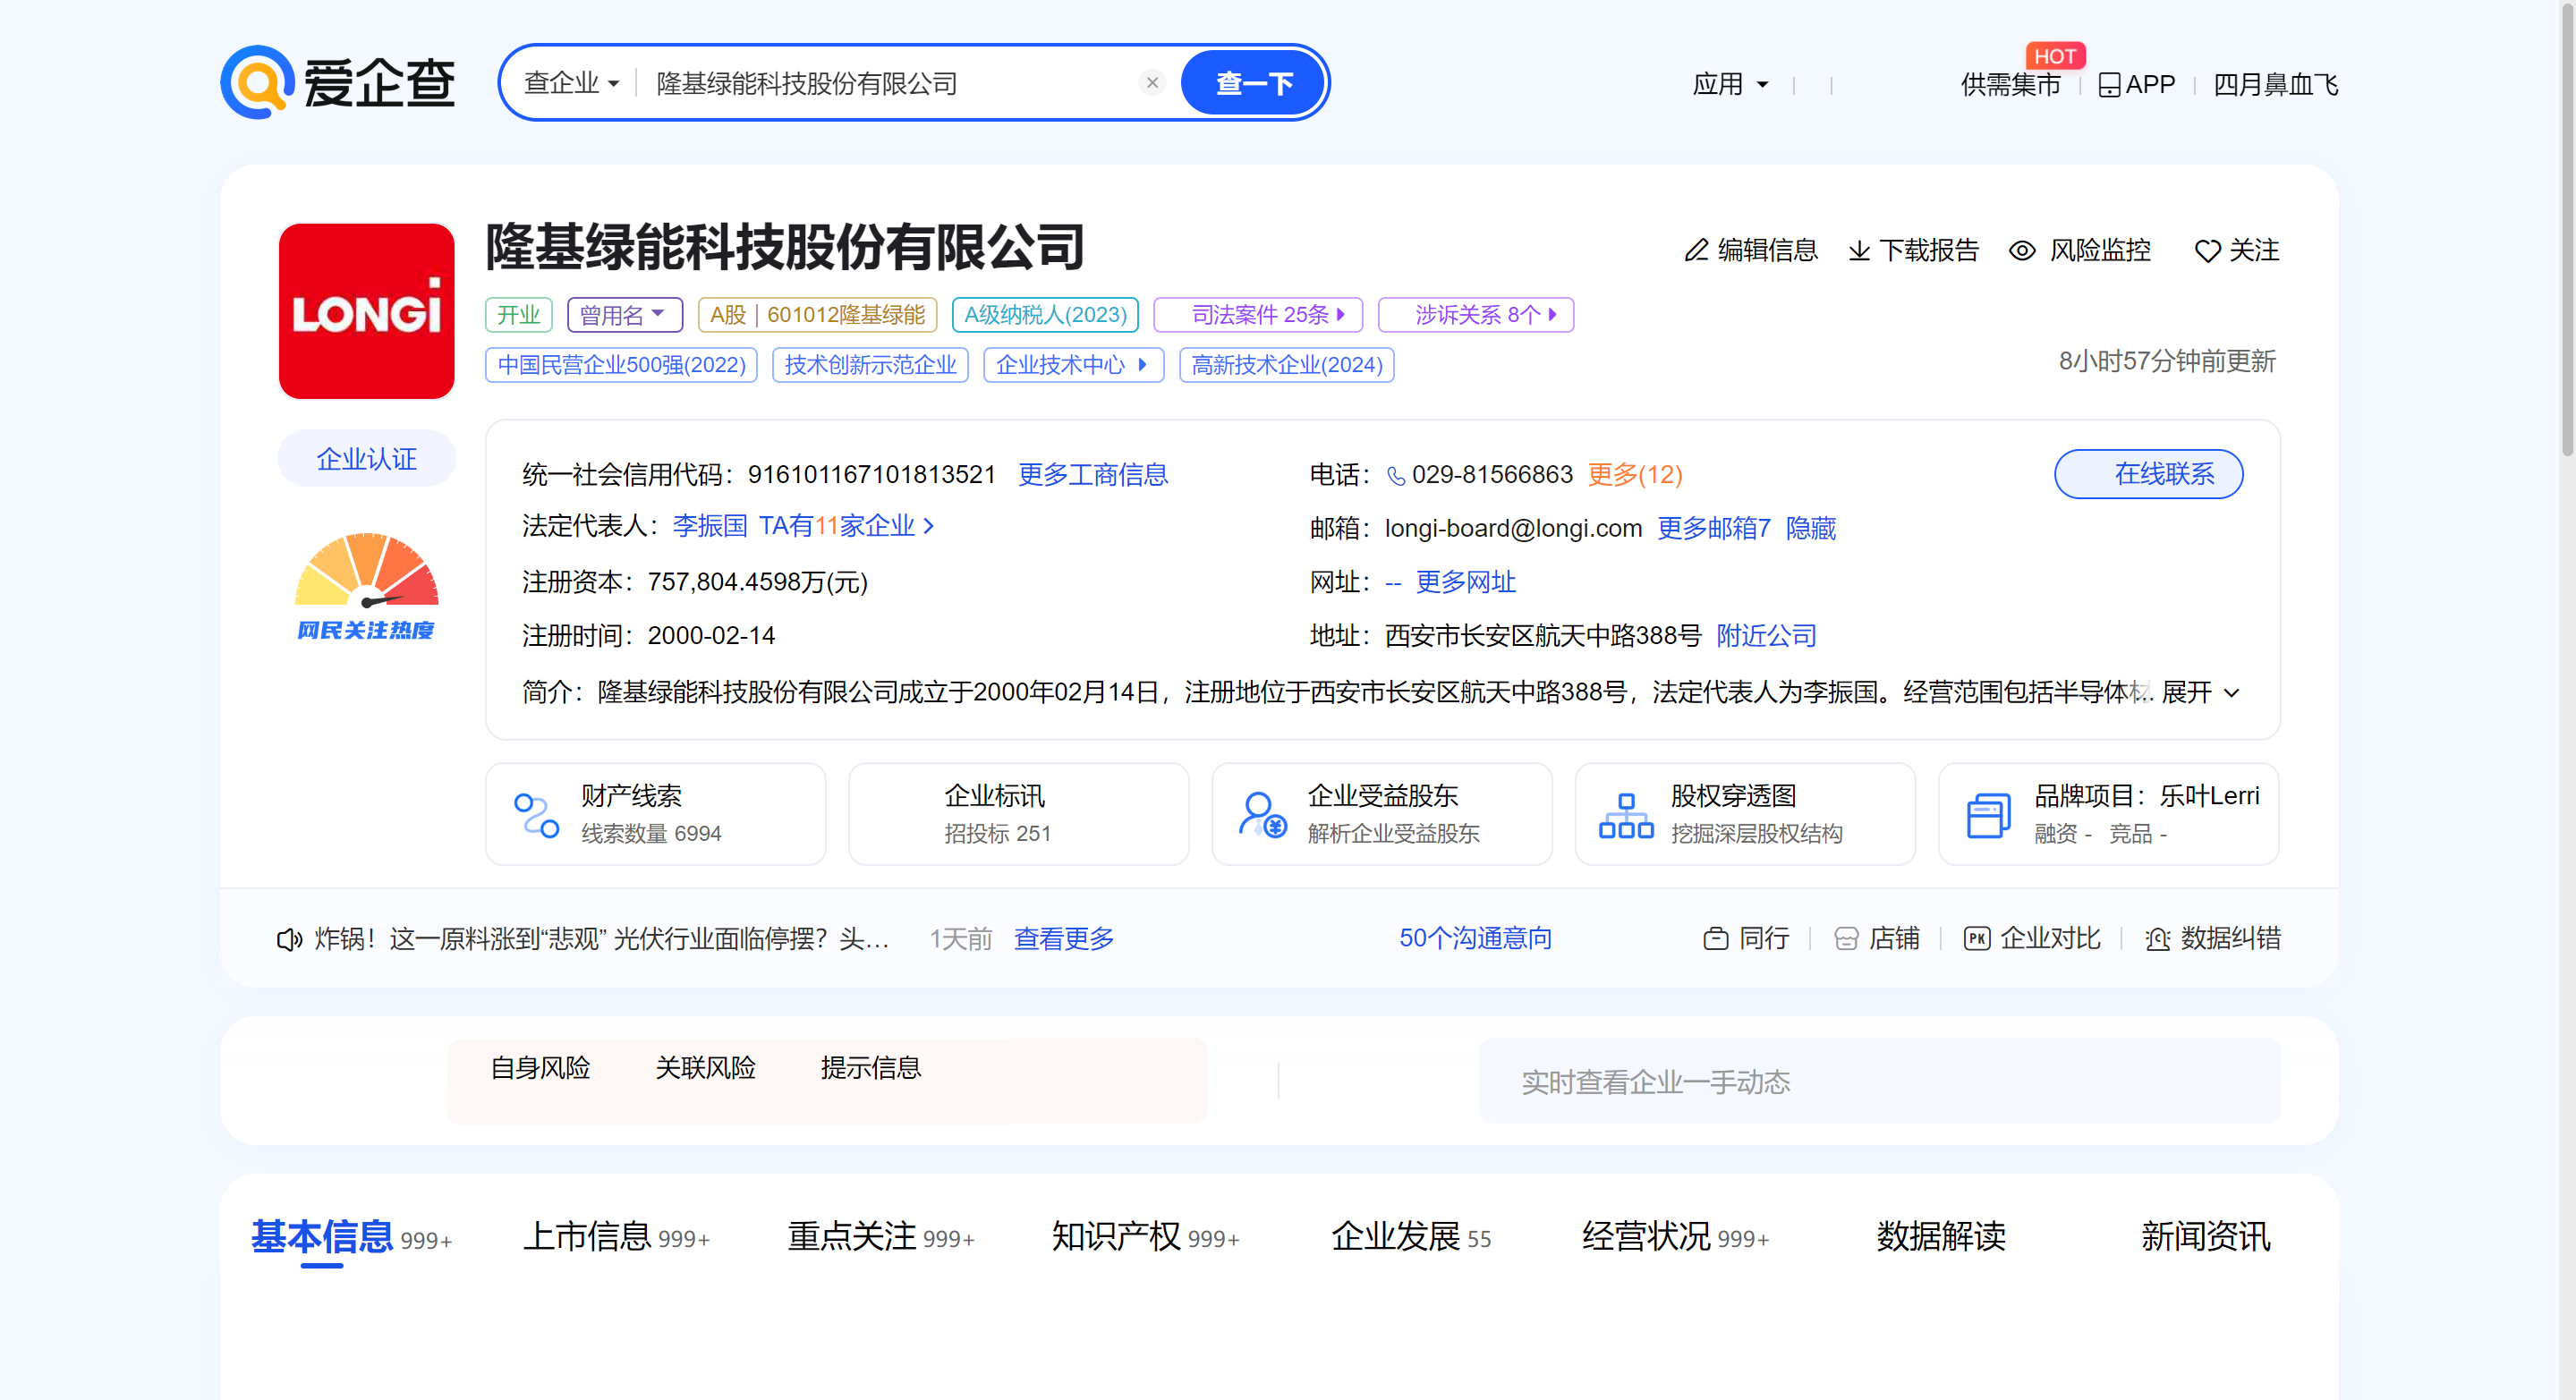 爱企查 查企业 隆基绿能科技股份有限公司 查一下 应用 供需集市 HOT APP 四月鼻血飞
LONGi
隆基绿能科技股份有限公司
编辑信息 下载报告 风险监控 关注
开业 曾用名 A股 | 601012隆基绿能 A级纳税人(2023) 司法案件 25条 涉诉关系 8个
中国民营企业500强(2022) 技术创新示范企业 企业技术中心 高新技术企业(2024)
8小时57分钟前更新
企业认证
网民关注热度
统一社会信用代码：916101167101813521 更多工商信息
电话：029-81566863 更多(12)
在线联系
法定代表人：李振国 TA有11家企业
邮箱：longi-board@longi.com 更多邮箱7 隐藏
注册资本：757,804.4598万(元)
网址：-- 更多网址
注册时间：2000-02-14
地址：西安市长安区航天中路388号 附近公司
简介：隆基绿能科技股份有限公司成立于2000年02月14日，注册地位于西安市长安区航天中路388号，法定代表人为李振国。经营范围包括半导体材... 展开
财产线索
线索数量 6994
企业标讯
招投标 251
企业受益股东
解析企业受益股东
股权穿透图
挖掘深层股权结构
品牌项目：乐叶Lerri
融资 - 竞品 -
炸锅！这一原料涨到“悲观” 光伏行业面临停摆？头… 1天前 查看更多
50个沟通意向
同行 店铺 PK 企业对比 数据纠错
自身风险 关联风险 提示信息
实时查看企业一手动态
基本信息 999+ 上市信息 999+ 重点关注 999+ 知识产权 999+ 企业发展 55 经营状况 999+ 数据解读 新闻资讯